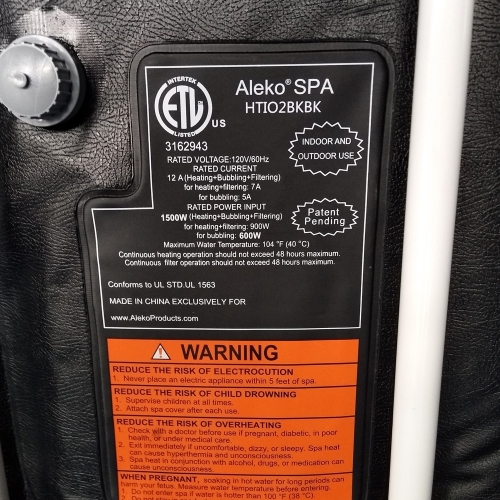 INTERTEK
ETL
LISTED
US
3162943
Aleko® SPA
HTIO2BKBK
INDOOR AND
OUTDOOR USE
RATED VOLTAGE:120V/60Hz
RATED CURRENT
12 A (Heating+Bubbling+Filtering)
for heating+filtering: 7A
for bubbling: 5A
RATED POWER INPUT
1500W (Heating+Bubbling+Filtering)
for heating+filtering: 900W
for bubbling: 600W
Patent
Pending
Maximum Water Temperature: 104 °F (40 °C)
Continuous heating operation should not exceed 48 hours maximum.
Continuous filter operation should not exceed 48 hours maximum.
Conforms to UL STD.UL 1563
MADE IN CHINA EXCLUSIVELY FOR
www.AlekoProducts.com
WARNING
REDUCE THE RISK OF ELECTROCUTION
1. Never place an electric appliance within 5 feet of spa.
REDUCE THE RISK OF CHILD DROWNING
1. Supervise children at all times.
2. Attach spa cover after each use.
REDUCE THE RISK OF OVERHEATING
1. Check with a doctor before use if pregnant, diabetic, in poor
health, or under medical care.
2. Exit immediately if uncomfortable, dizzy, or sleepy. Spa heat
can cause hyperthermia and unconsciousness.
3. Spa heat in conjunction with alcohol, drugs, or medication can
cause unconsciousness.
WHEN PREGNANT, soaking in hot water for long periods can
harm your fetus. Measure water temperature before entering.
1. Do not enter spa if water is hotter than 100 °F (38 °C).